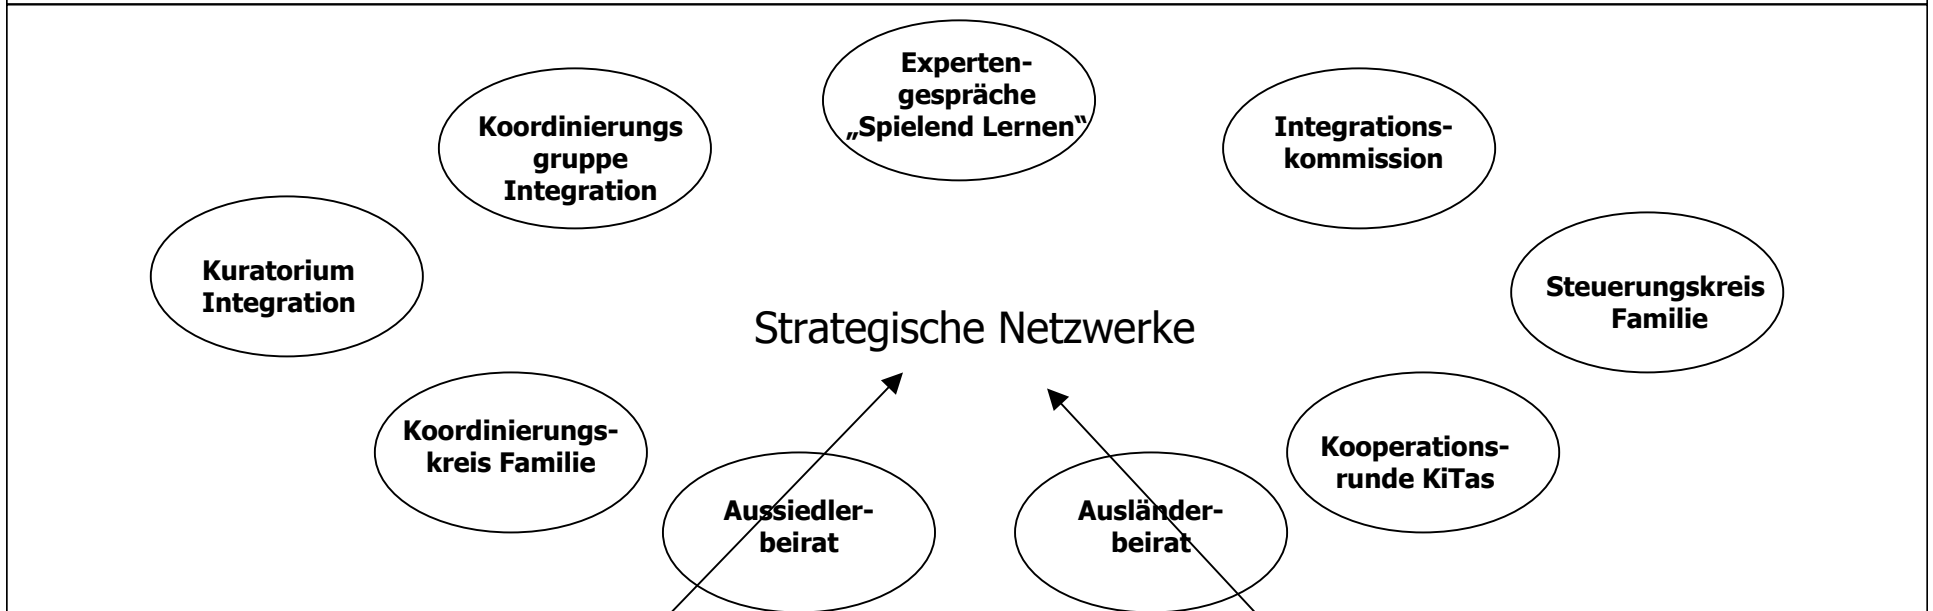 Experten-
gespräche
„Spielend Lernen“
Koordinierungs
gruppe
Integration
Integrations-
kommission
Kuratorium
Integration
Steuerungskreis
Familie
Strategische Netzwerke
Koordinierungs-
kreis Familie
Kooperations-
runde KiTas
Aussiedler-
beirat
Ausländer-
beirat